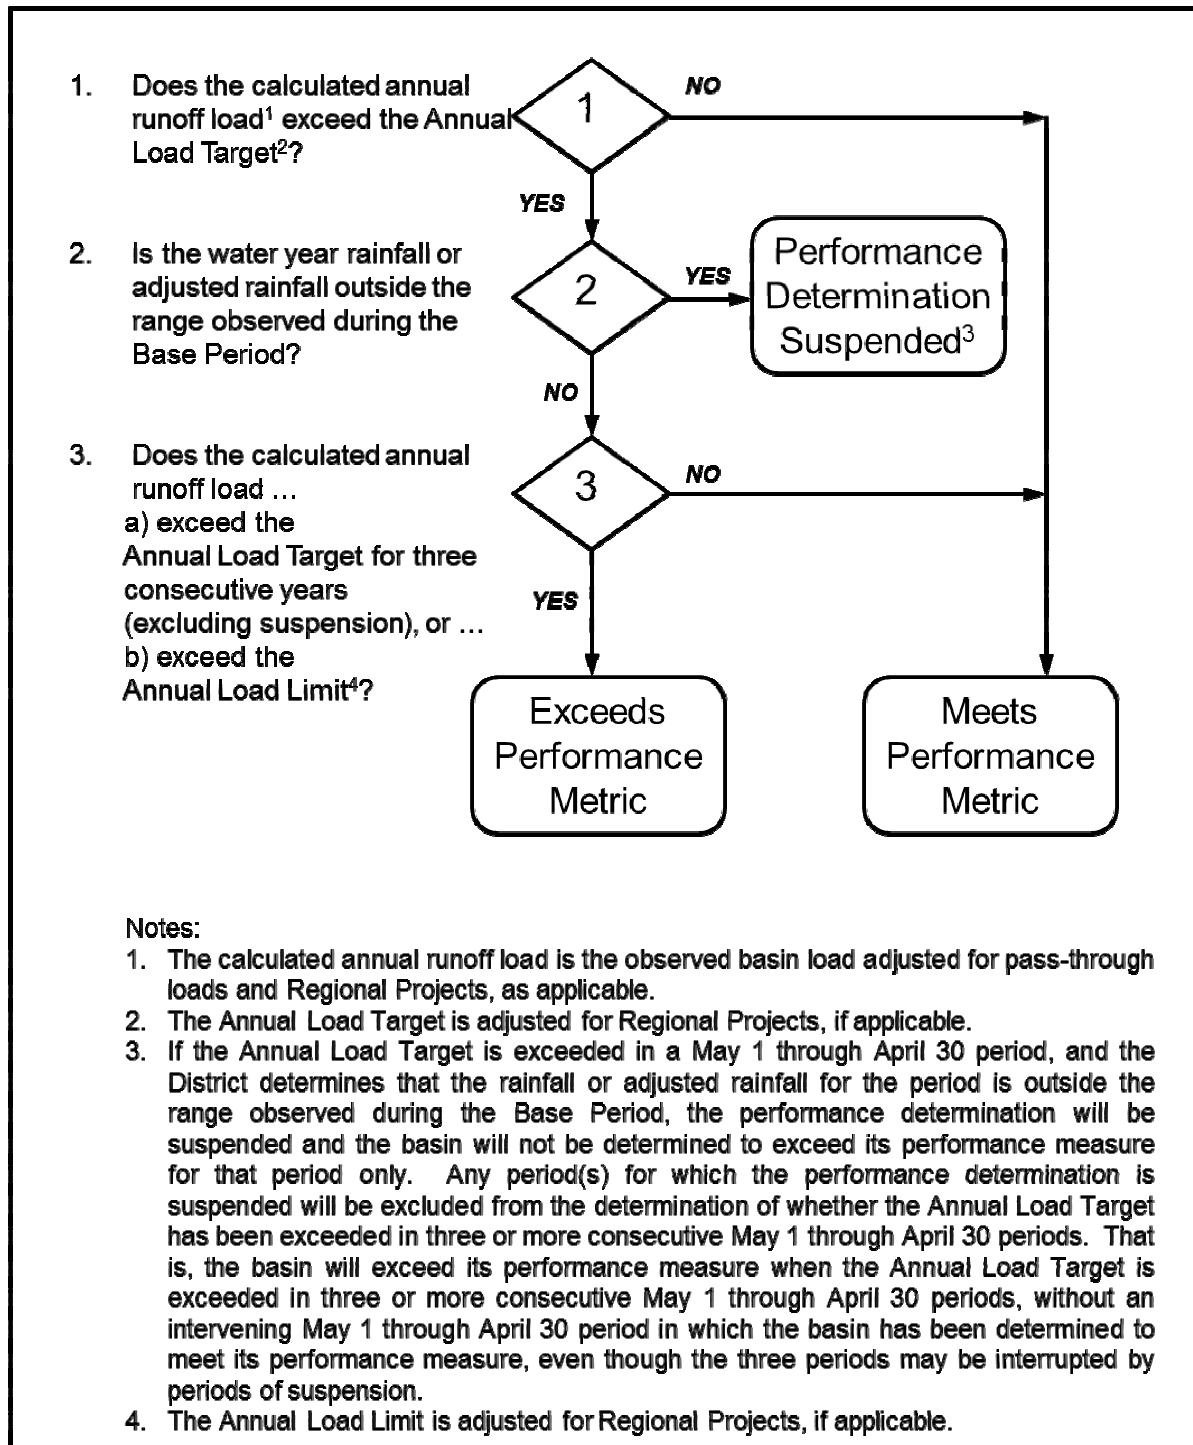 1. Does the calculated annual
runoff load¹ exceed the Annual
Load Target²?
1
NO
YES
2. Is the water year rainfall or
adjusted rainfall outside the
range observed during the
Base Period?
2
YES
Performance
Determination
Suspended³
NO
3. Does the calculated annual
runoff load ...
a) exceed the
Annual Load Target for three
consecutive years
(excluding suspension), or ...
b) exceed the
Annual Load Limit⁴?
3
NO
YES
Exceeds
Performance
Metric
Meets
Performance
Metric
Notes:
1. The calculated annual runoff load is the observed basin load adjusted for pass-through
loads and Regional Projects, as applicable.
2. The Annual Load Target is adjusted for Regional Projects, if applicable.
3. If the Annual Load Target is exceeded in a May 1 through April 30 period, and the
District determines that the rainfall or adjusted rainfall for the period is outside the
range observed during the Base Period, the performance determination will be
suspended and the basin will not be determined to exceed its performance measure
for that period only. Any period(s) for which the performance determination is
suspended will be excluded from the determination of whether the Annual Load Target
has been exceeded in three or more consecutive May 1 through April 30 periods. That
is, the basin will exceed its performance measure when the Annual Load Target is
exceeded in three or more consecutive May 1 through April 30 periods, without an
intervening May 1 through April 30 period in which the basin has been determined to
meet its performance measure, even though the three periods may be interrupted by
periods of suspension.
4. The Annual Load Limit is adjusted for Regional Projects, if applicable.